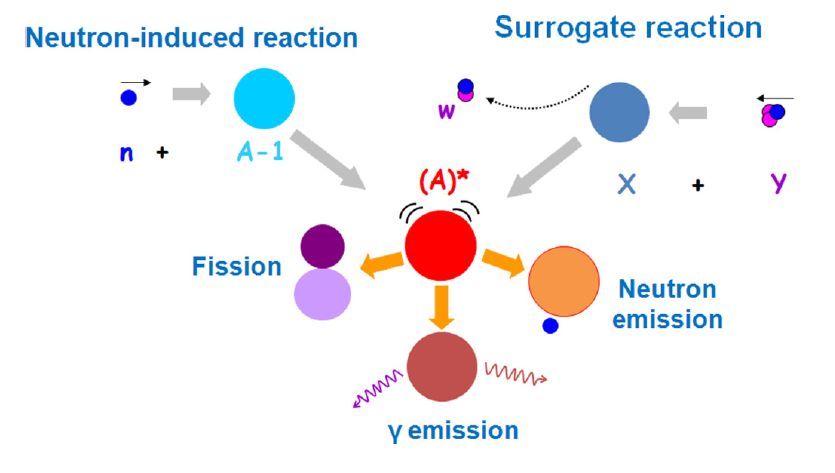 Neutron-induced reaction
Surrogate reaction
n + A-1
w
X + y
(A)*
Fission
Neutron
emission
γ emission